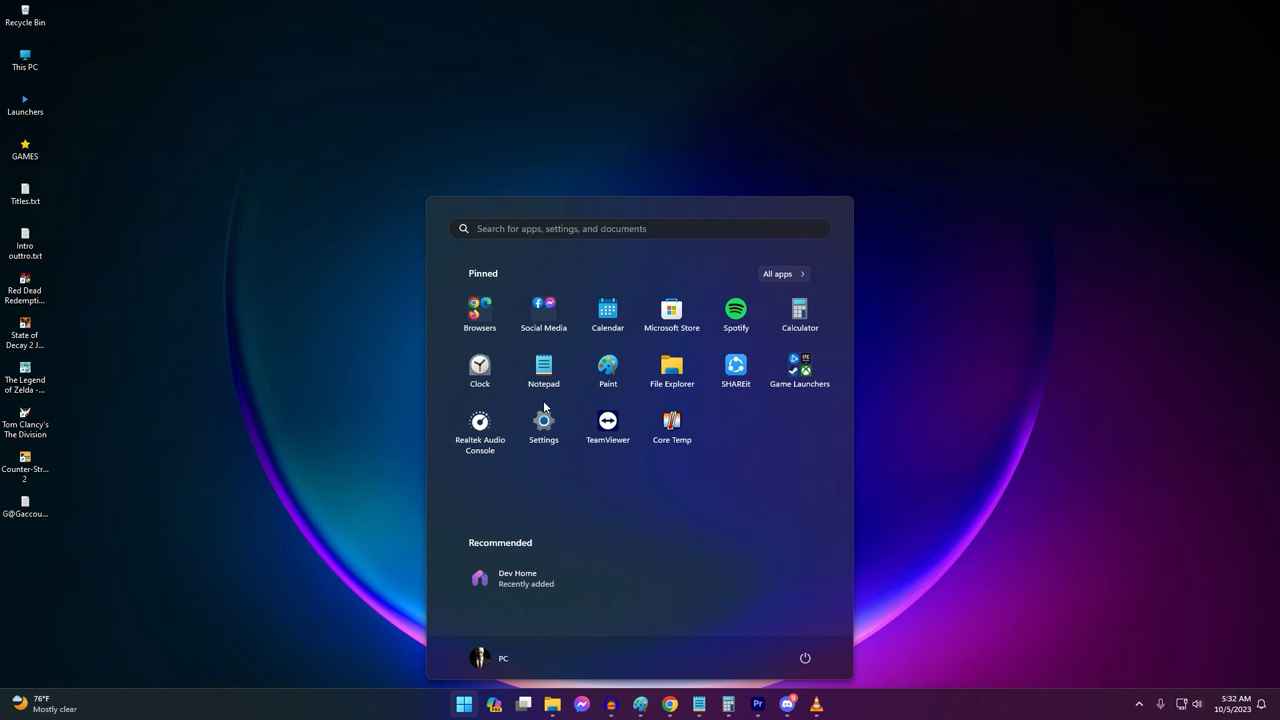 Recycle Bin
This PC
Launchers
GAMES
Titles.txt
Intro
outtro.txt
Red Dead
Redempti...
State of
Decay 2 J...
The Legend
of Zelda -...
Tom Clancy's
The Division
Counter-Str...
2
G@Gaccou...
Search for apps, settings, and documents
Pinned
All apps
Browsers
Social Media
Calendar
Microsoft Store
Spotify
Calculator
Clock
Notepad
Paint
File Explorer
SHAREit
Game Launchers
Realtek Audio
Console
Settings
TeamViewer
Core Temp
Recommended
Dev Home
Recently added
PC
76°F
Mostly clear
PRE
Pr
5:32 AM
10/5/2023